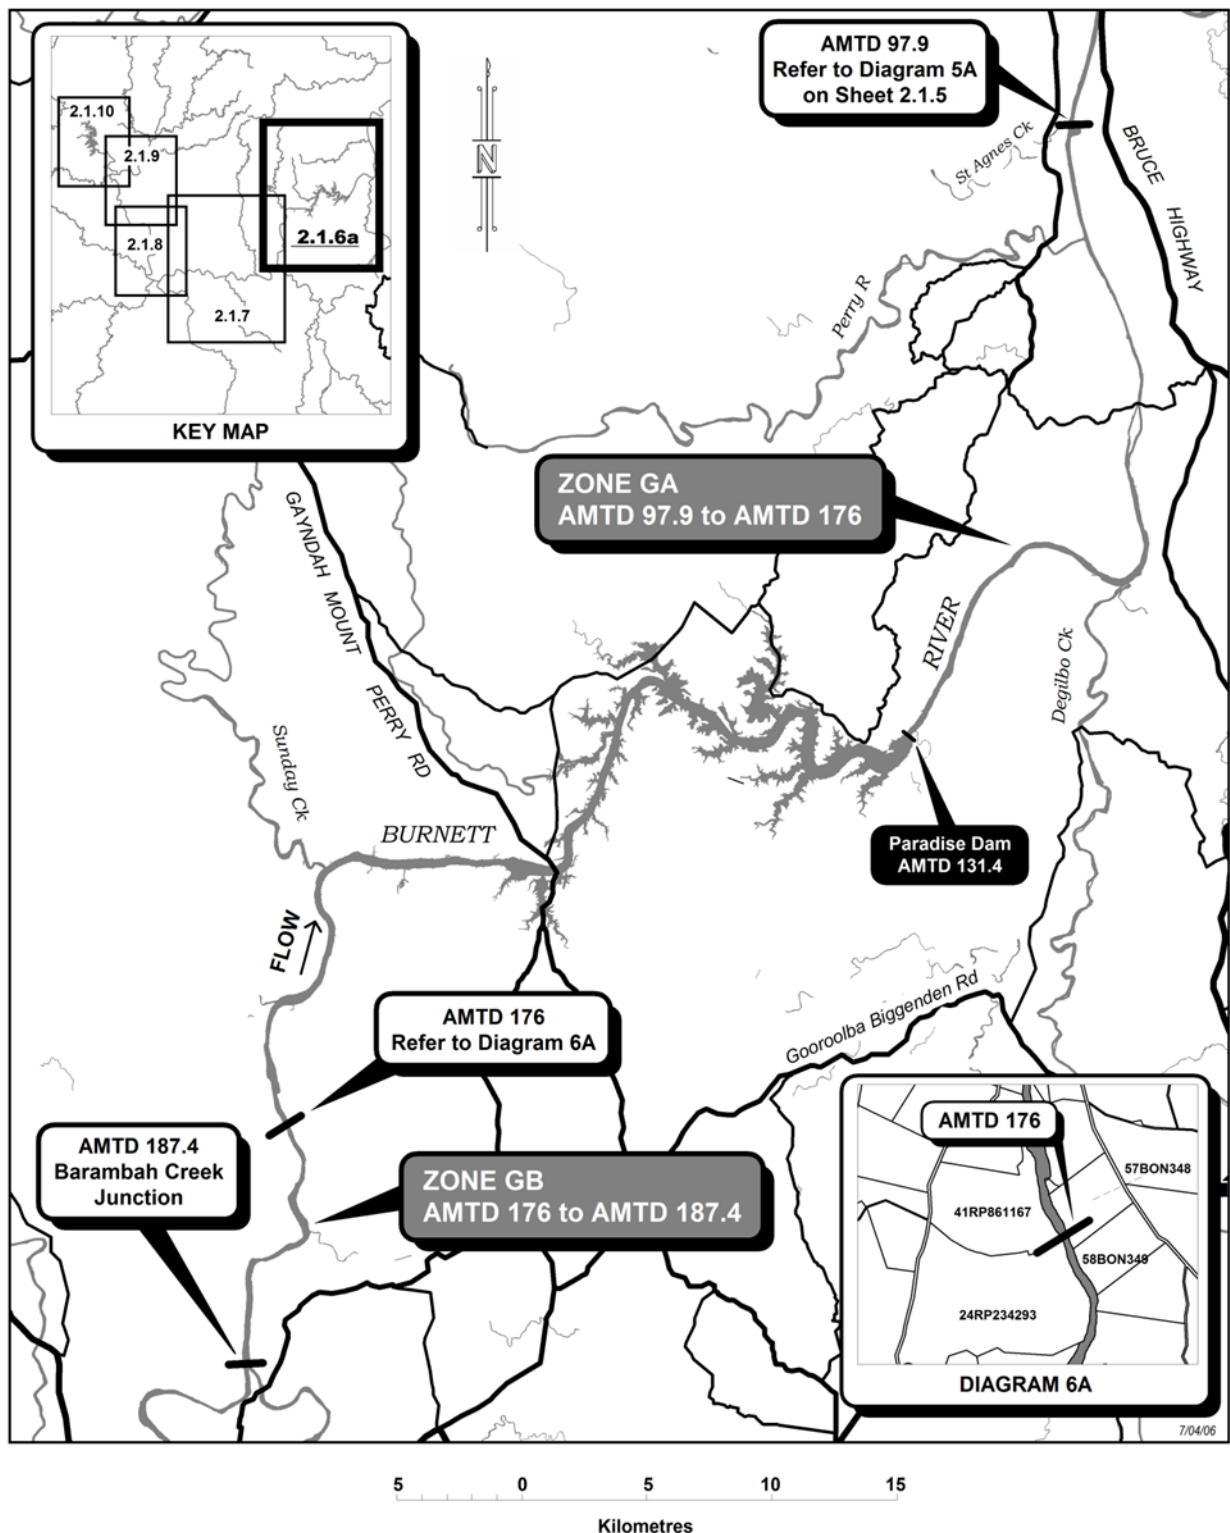 AMTD 97.9
Refer to Diagram 5A
on Sheet 2.1.5
2.1.10
2.1.9
2.1.8
2.1.7
2.1.6a
KEY MAP
N
St Agnes Ck
BRUCE HIGHWAY
Perry R
ZONE GA
AMTD 97.9 to AMTD 176
GAYNDAH MOUNT PERRY RD
RIVER
Degilbo Ck
Sunday Ck
BURNETT
Paradise Dam
AMTD 131.4
FLOW
AMTD 176
Refer to Diagram 6A
Gooroolba Biggenden Rd
AMTD 187.4
Barambah Creek
Junction
ZONE GB
AMTD 176 to AMTD 187.4
AMTD 176
57BON348
41RP861167
58BON349
24RP234293
DIAGRAM 6A
7/04/06
5 0 5 10 15
Kilometres